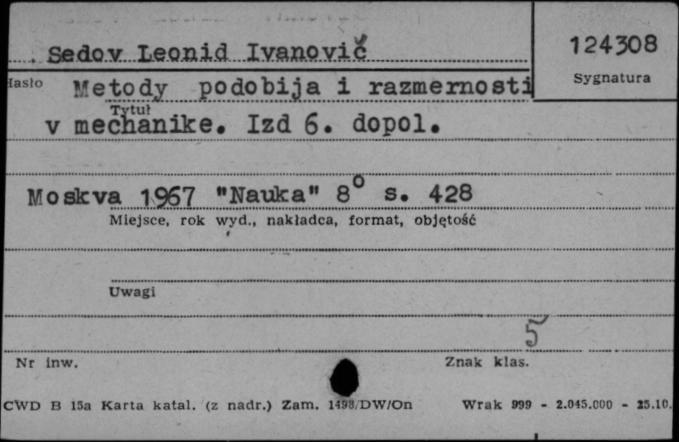 Sedov Leonid Ivanovič
124308
Hasło
Sygnatura
Metody podobija i razmernosti
Tytuł
v mechanike. Izd 6. dopol.
Moskva 1967 "Nauka" 8° s. 428
Miejsce, rok wyd., nakładca, format, objętość
Uwagi
5
Nr inw.
Znak klas.
CWD B 15a Karta katal. (z nadr.) Zam. 1498/DW/On Wrak 999 - 2.045.000 - 25.10.